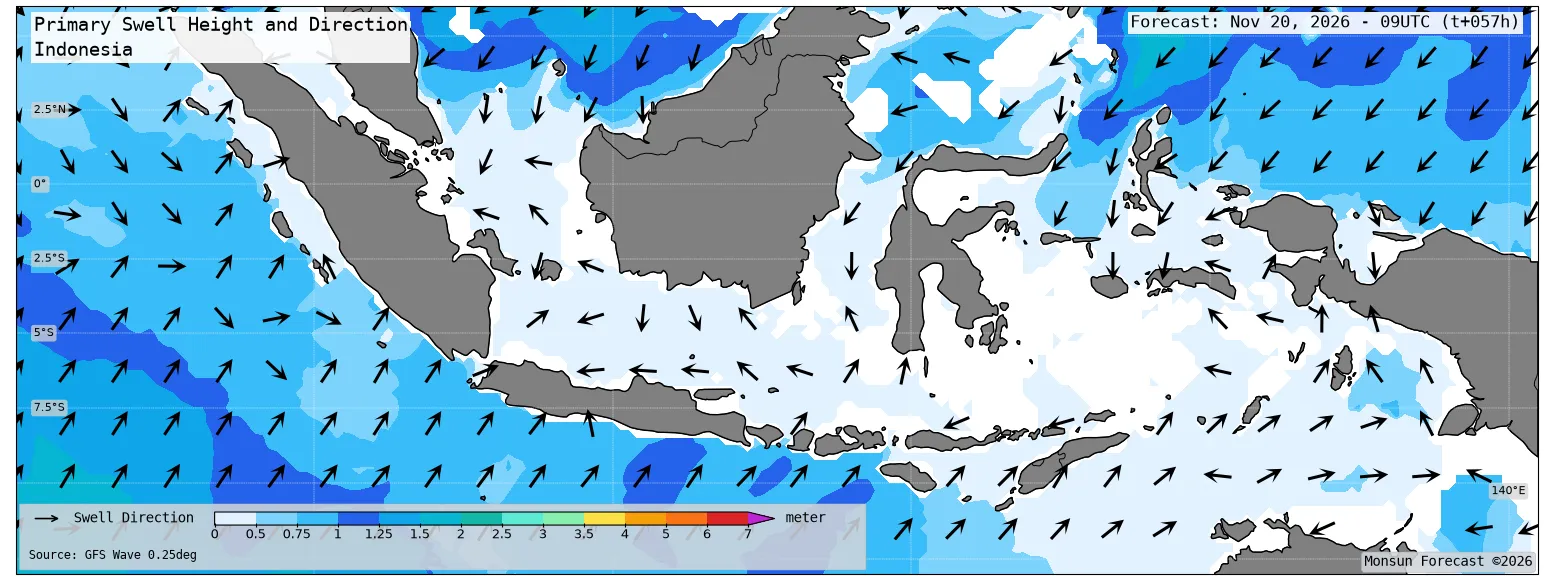 Primary Swell Height and Direction
Indonesia
Forecast: Nov 20, 2026 - 09UTC (t+057h)
2.5°N
0°
2.5°S
5°S
7.5°S
140°E
Swell Direction
0 0.5 0.75 1 1.25 1.5 2 2.5 3 3.5 4 5 6 7
meter
Source: GFS Wave 0.25deg
Monsun Forecast ©2026